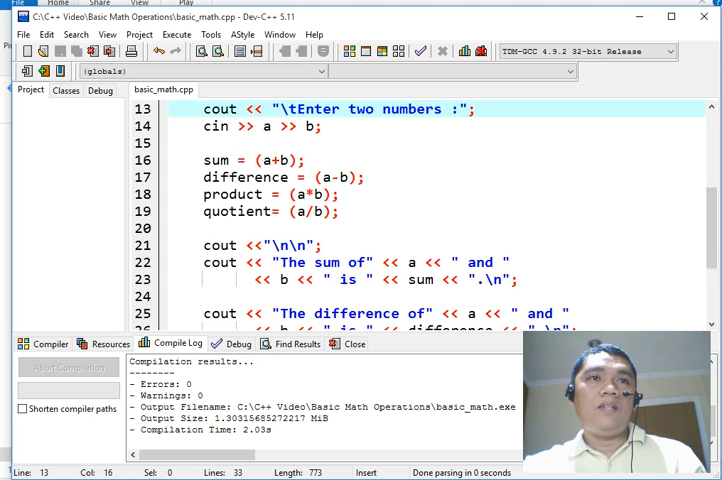 File Home Share View Play
C:\C++ Video\Basic Math Operations\basic_math.cpp - Dev-C++ 5.11
File Edit Search View Project Execute Tools AStyle Window Help
TDM-GCC 4.9.2 32-bit Release
(globals)
Project Classes Debug
basic_math.cpp
13 cout << "\tEnter two numbers :";
14 cin >> a >> b;
15
16 sum = (a+b);
17 difference = (a-b);
18 product = (a*b);
19 quotient= (a/b);
20
21 cout <<"\n\n";
22 cout << "The sum of" << a << " and "
23 << b << " is " << sum << ".\n";
24
25 cout << "The difference of" << a << " and "
26 << b << " is " << difference << ".\n";
Compiler Resources Compile Log Debug Find Results Close
Abort Compilation
Shorten compiler paths
Compilation results...
--------
- Errors: 0
- Warnings: 0
- Output Filename: C:\C++ Video\Basic Math Operations\basic_math.exe
- Output Size: 1.30315685272217 MiB
- Compilation Time: 2.03s
Line: 13 Col: 16 Sel: 0 Lines: 33 Length: 773 Insert Done parsing in 0 seconds